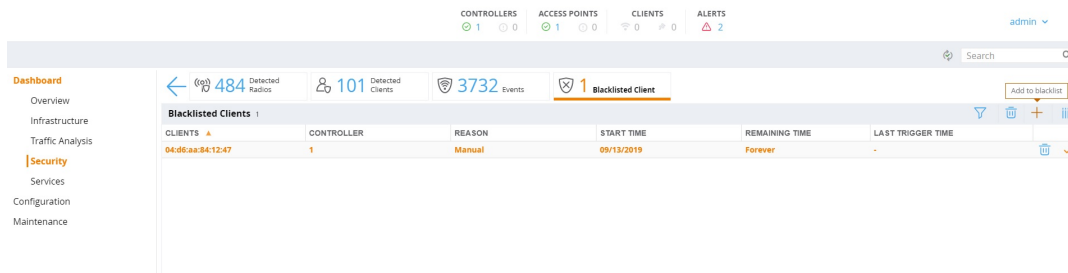 CONTROLLERS ACCESS POINTS CLIENTS ALERTS
1 0 1 0 0 0 2
admin
Search
Dashboard
Overview
Infrastructure
Traffic Analysis
Security
Services
Configuration
Maintenance
484 Detected Radios
101 Detected Clients
3732 Events
1 Blacklisted Client
Add to blacklist
Blacklisted Clients 1
CLIENTS CONTROLLER REASON START TIME REMAINING TIME LAST TRIGGER TIME
04:d6:aa:84:12:47 1 Manual 09/13/2019 Forever -